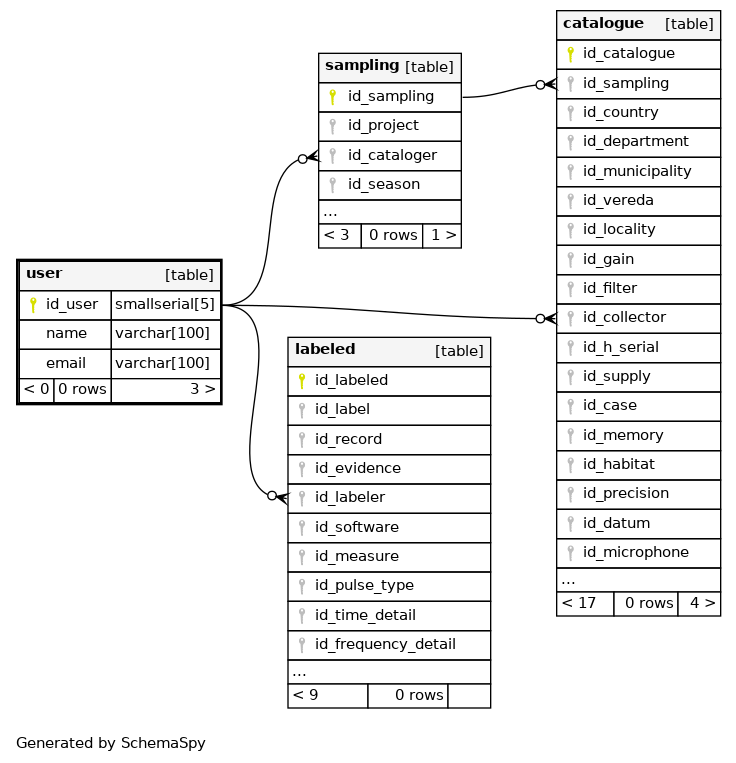 user [table]
id_user smallserial[5]
name varchar[100]
email varchar[100]
< 0 0 rows 3 >
sampling [table]
id_sampling
id_project
id_cataloger
id_season
...
< 3 0 rows 1 >
labeled [table]
id_labeled
id_label
id_record
id_evidence
id_labeler
id_software
id_measure
id_pulse_type
id_time_detail
id_frequency_detail
...
< 9 0 rows
catalogue [table]
id_catalogue
id_sampling
id_country
id_department
id_municipality
id_vereda
id_locality
id_gain
id_filter
id_collector
id_h_serial
id_supply
id_case
id_memory
id_habitat
id_precision
id_datum
id_microphone
...
< 17 0 rows 4 >
Generated by SchemaSpy